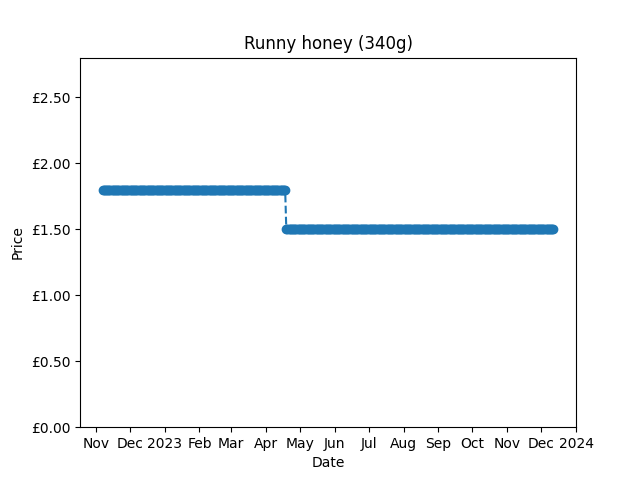 Runny honey (340g)
£2.50
£2.00
£1.50
£1.00
£0.50
£0.00
Price
Nov Dec 2023 Feb Mar Apr May Jun Jul Aug Sep Oct Nov Dec 2024
Date